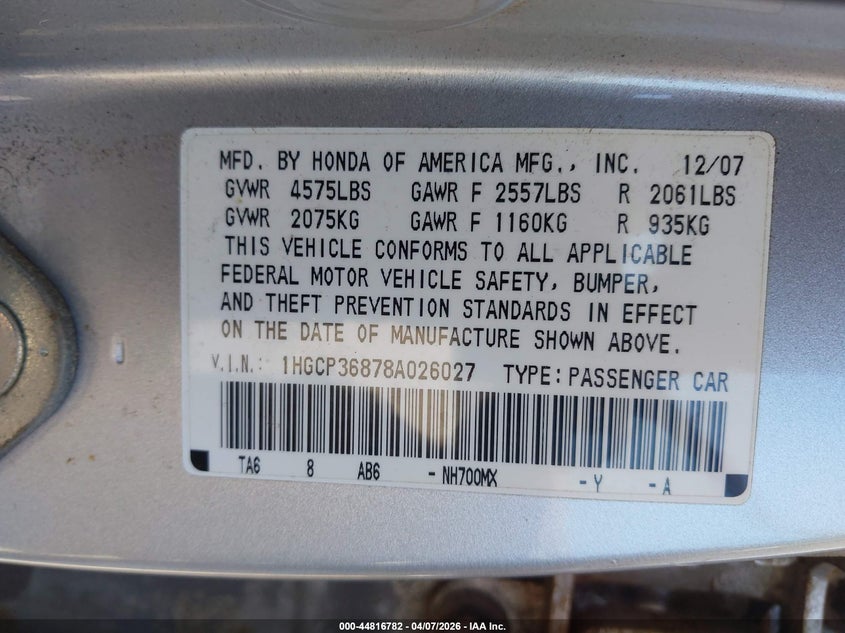 MFD. BY HONDA OF AMERICA MFG., INC. 12/07
GVWR 4575LBS GAWR F 2557LBS R 2061LBS
GVWR 2075KG GAWR F 1160KG R 935KG
THIS VEHICLE CONFORMS TO ALL APPLICABLE
FEDERAL MOTOR VEHICLE SAFETY, BUMPER,
AND THEFT PREVENTION STANDARDS IN EFFECT
ON THE DATE OF MANUFACTURE SHOWN ABOVE.
V.I.N.: 1HGCP36878A026027 TYPE: PASSENGER CAR
TA6 8 AB6 - NH700MX - Y - A
000-44816782 - 04/07/2026 - IAA Inc.